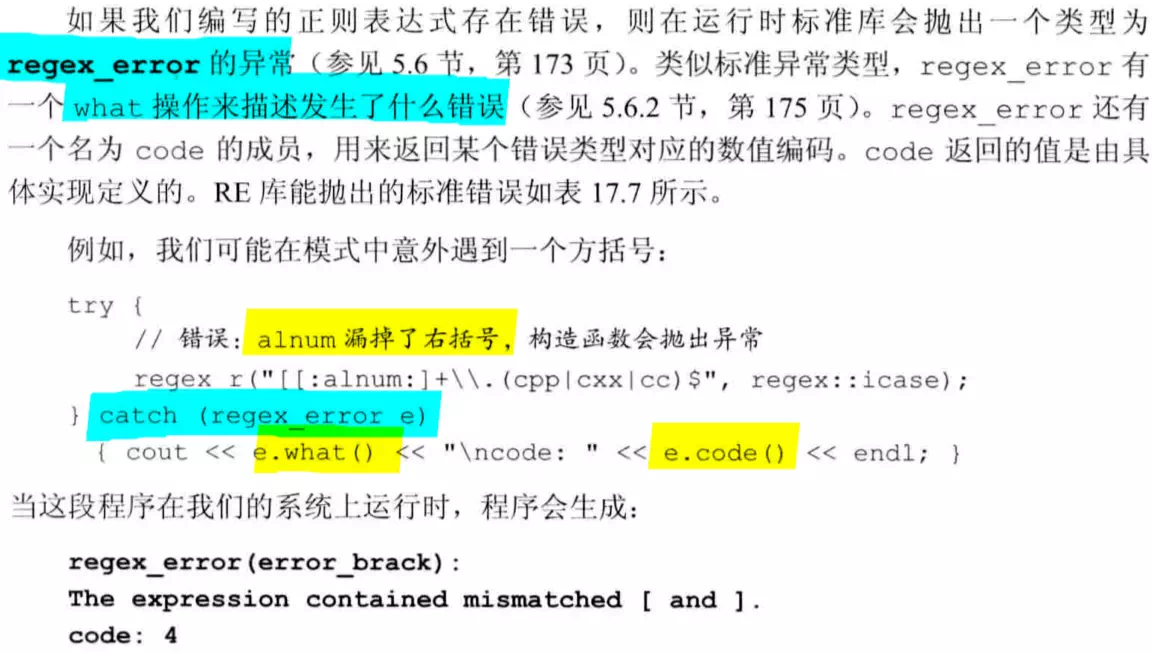 如果我们编写的正则表达式存在错误，则在运行时标准库会抛出一个类型为
regex_error 的异常（参见 5.6 节，第 173 页）。类似标准异常类型，regex_error 有
一个 what 操作来描述发生了什么错误（参见 5.6.2 节，第 175 页）。regex_error 还有
一个名为 code 的成员，用来返回某个错误类型对应的数值编码。code 返回的值是由具
体实现定义的。RE 库能抛出的标准错误如表 17.7 所示。
例如，我们可能在模式中意外遇到一个方括号：
try {
// 错误：alnum 漏掉了右括号，构造函数会抛出异常
regex r("[[:alnum:]+\\.(cpp|cxx|cc)$", regex::icase);
} catch (regex_error e)
{ cout << e.what() << "\ncode: " << e.code() << endl; }
当这段程序在我们的系统上运行时，程序会生成：
regex_error(error_brack):
The expression contained mismatched [ and ].
code: 4